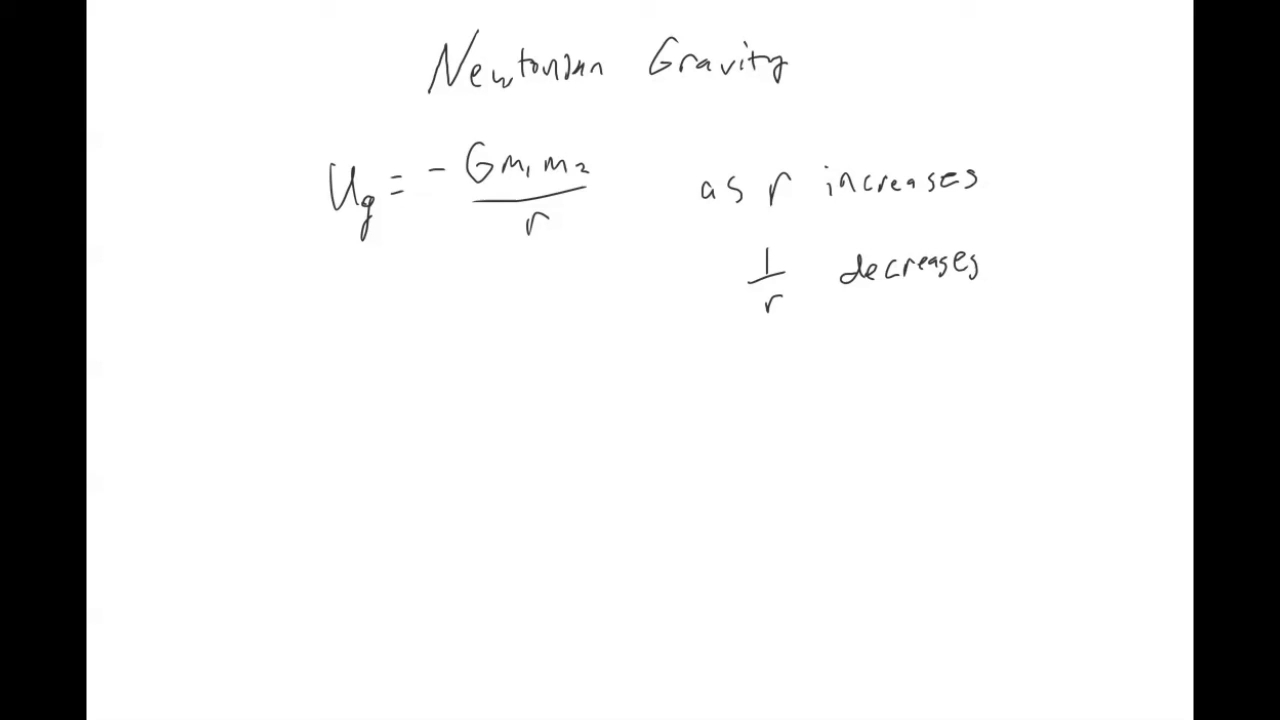 Newtonian Gravity
Ug = - Gm₁m₂ / r
as r increases
1/r decreases